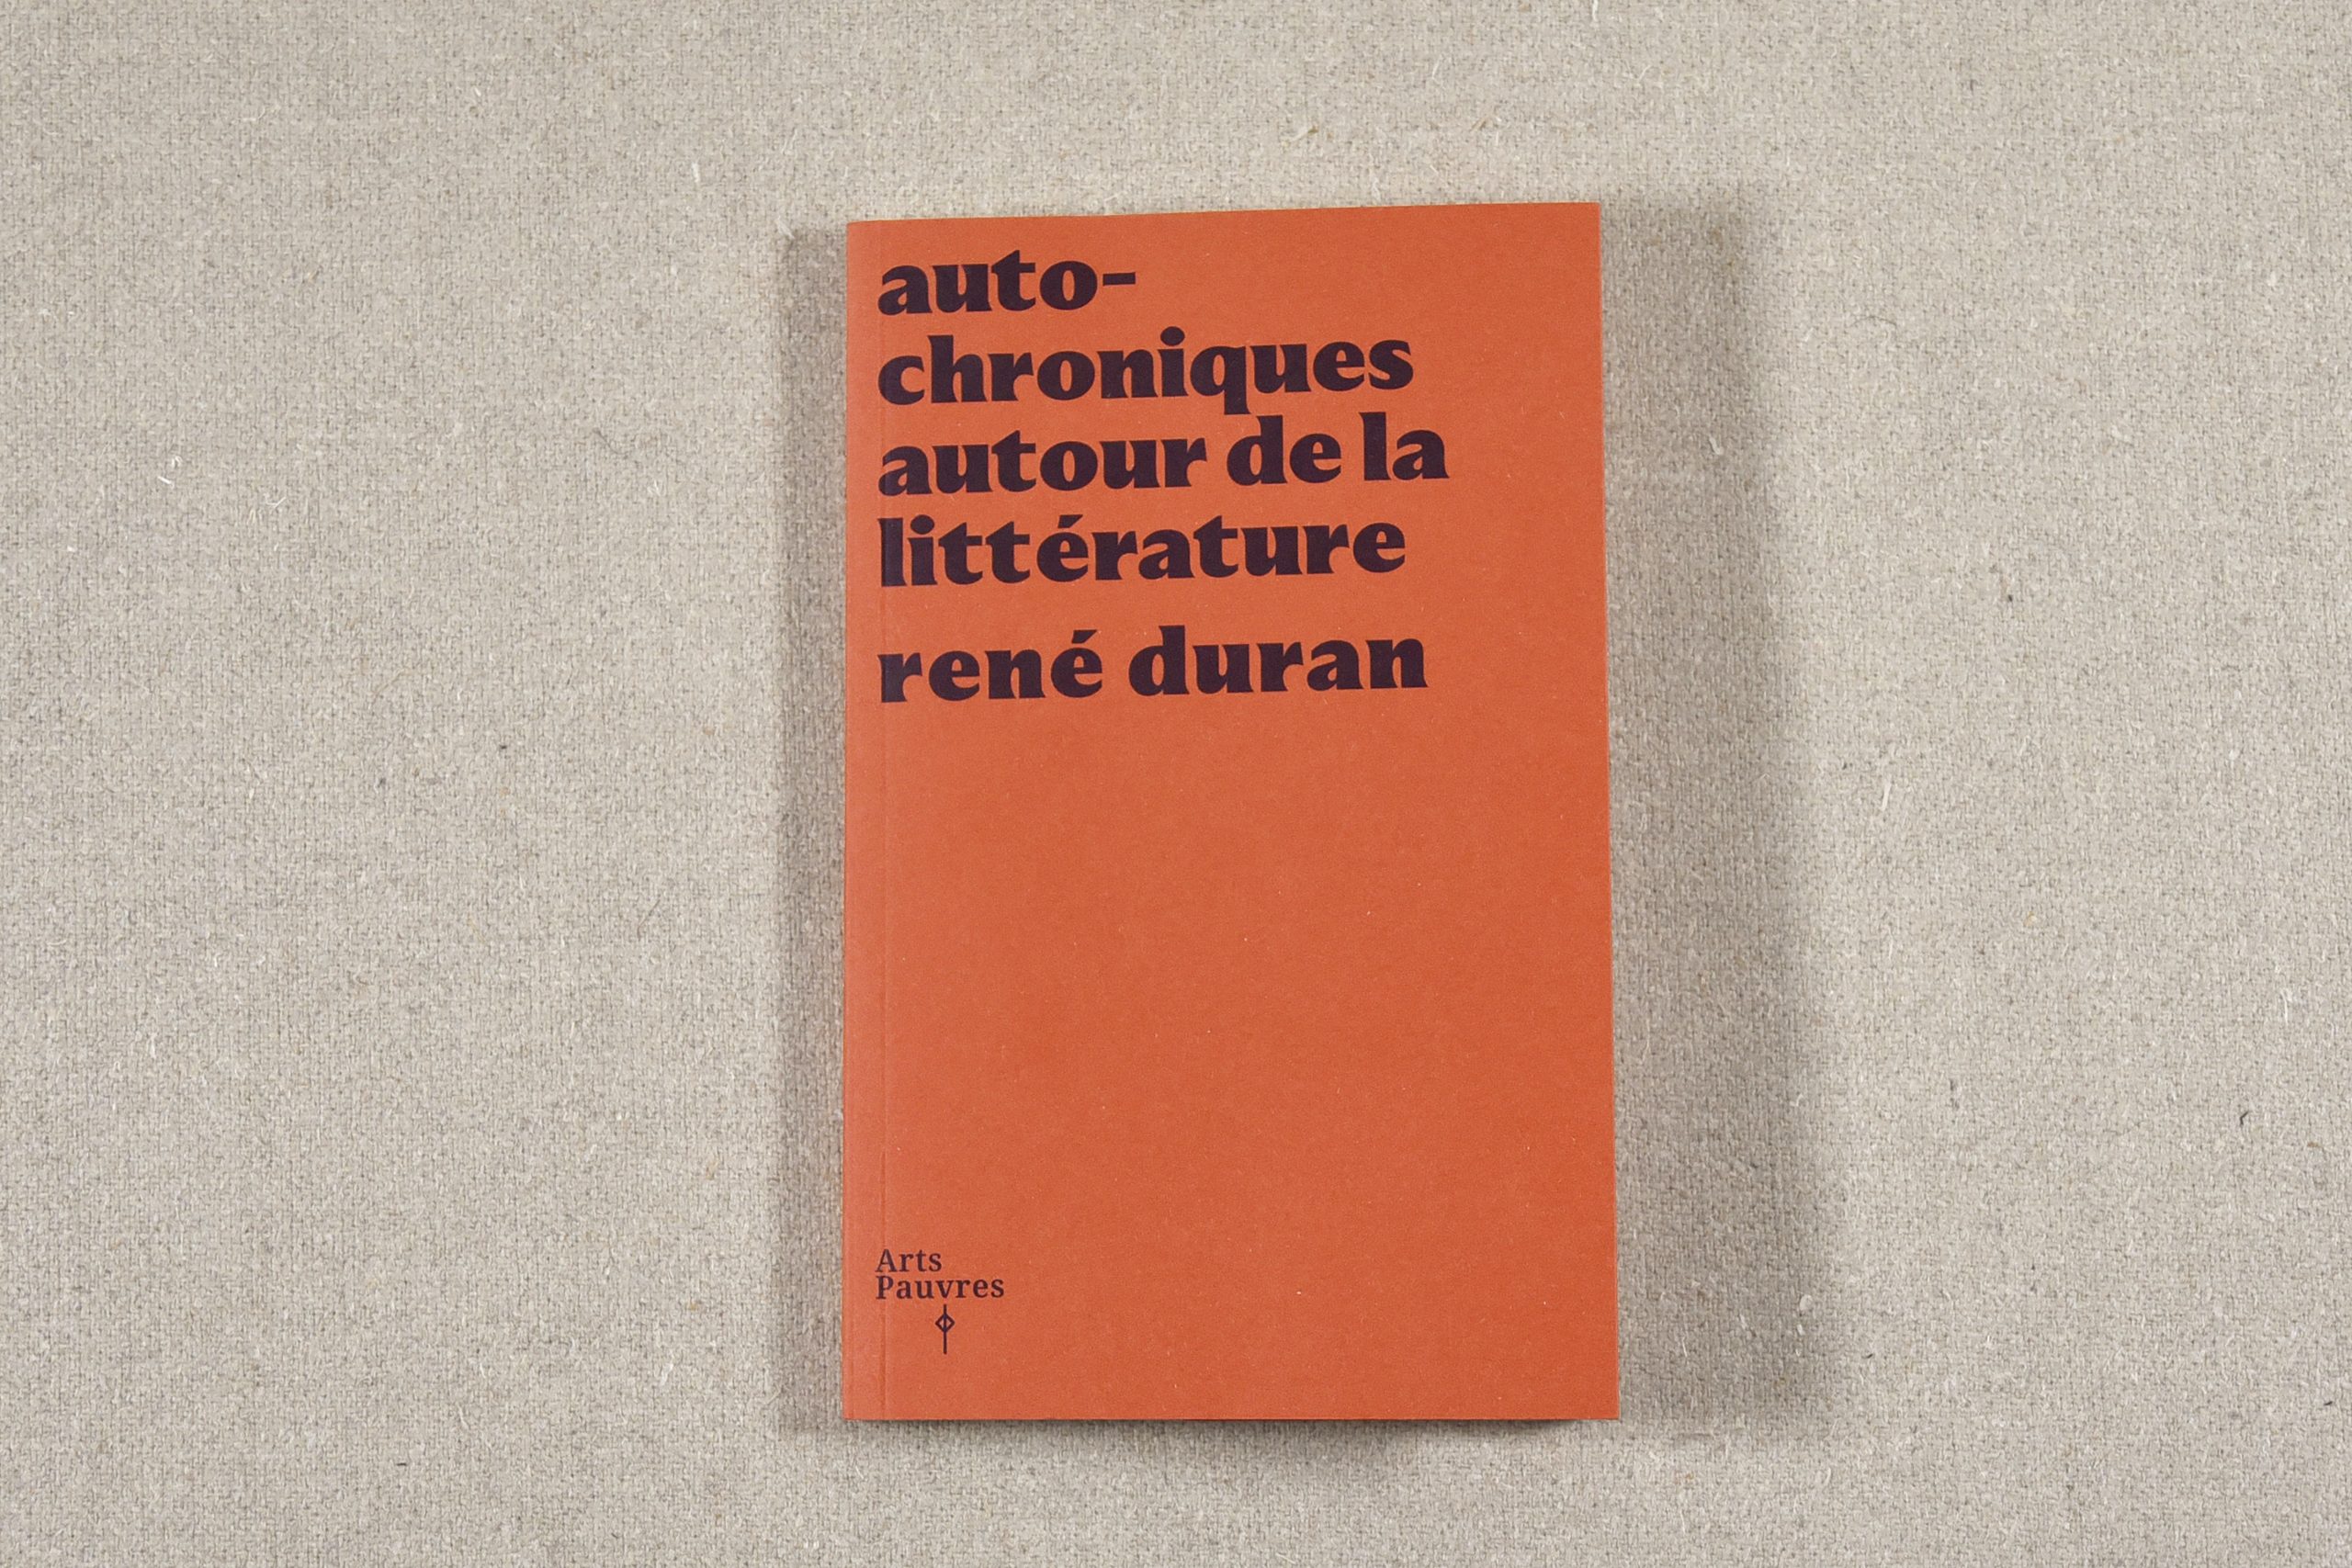 auto-
chroniques
autour de la
littérature
rené duran
Arts
Pauvres